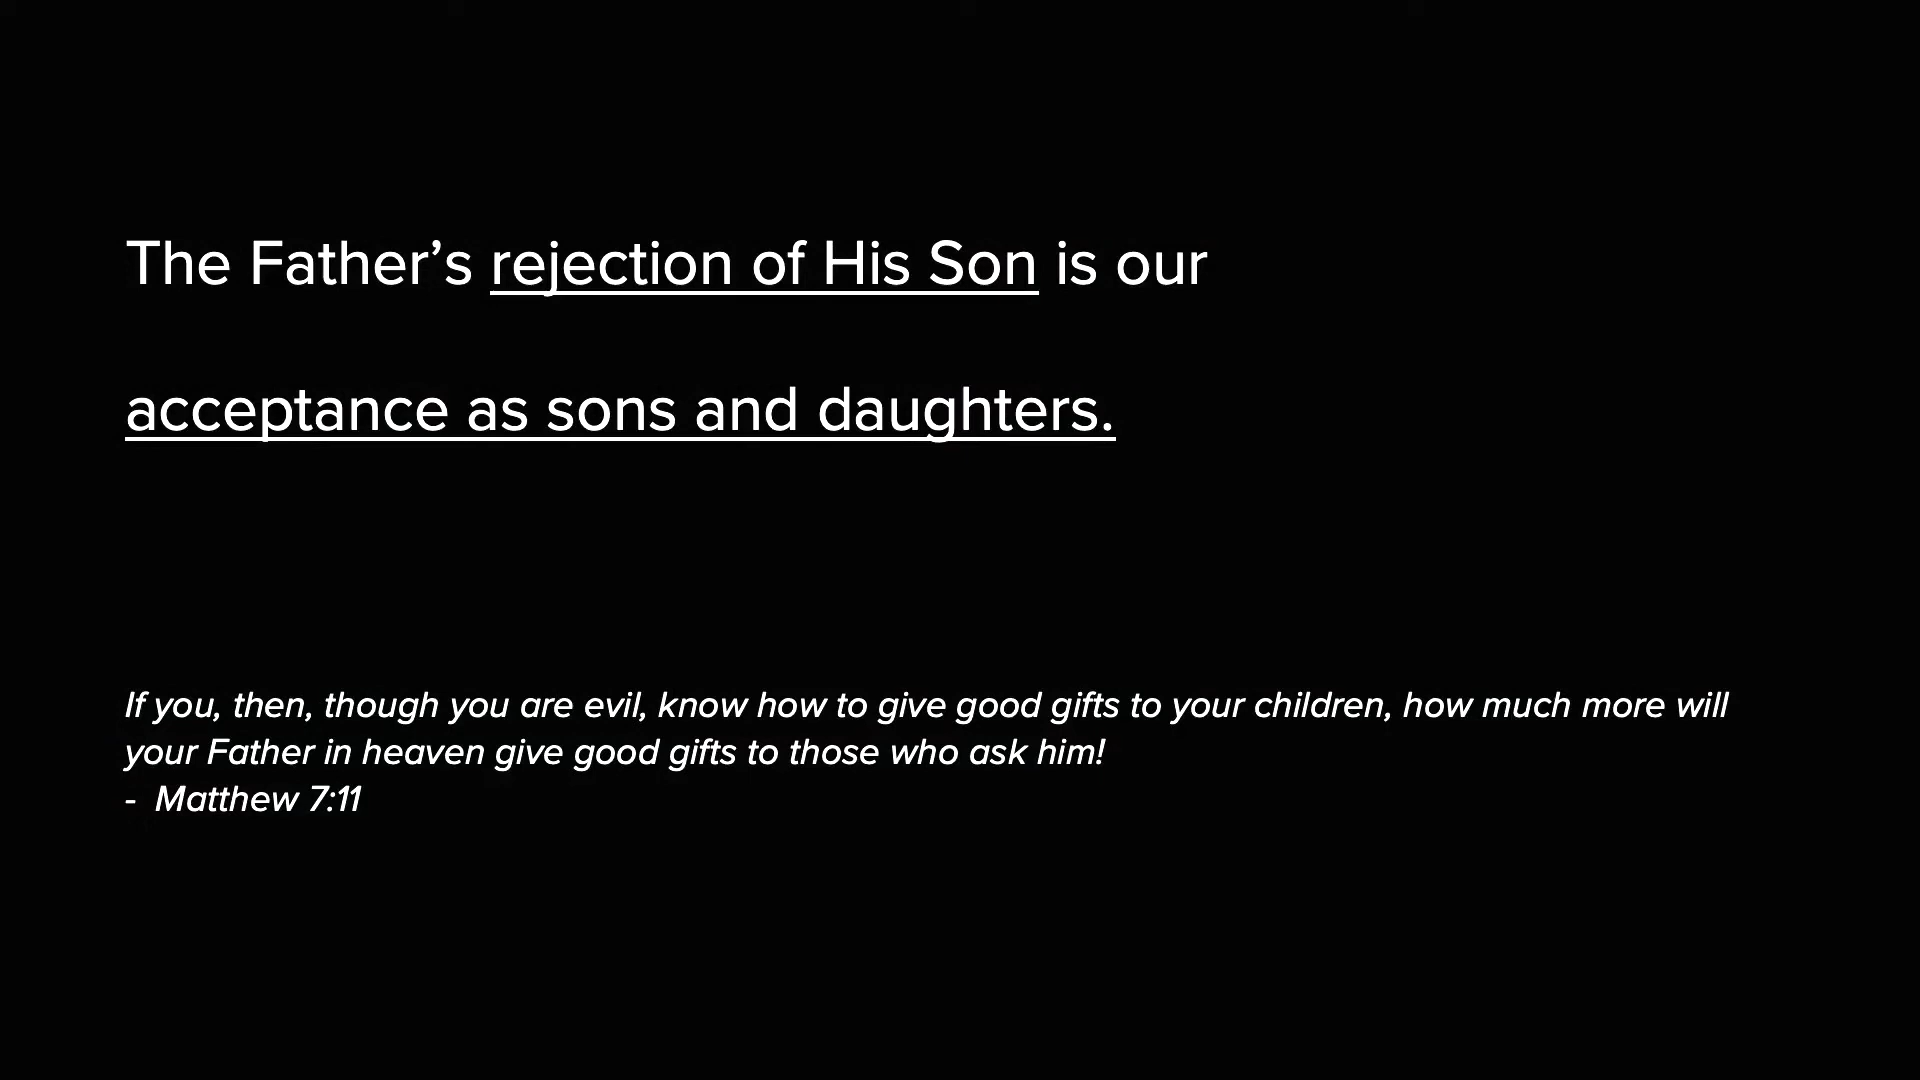 The Father’s rejection of His Son is our
acceptance as sons and daughters.
If you, then, though you are evil, know how to give good gifts to your children, how much more will
your Father in heaven give good gifts to those who ask him!
- Matthew 7:11